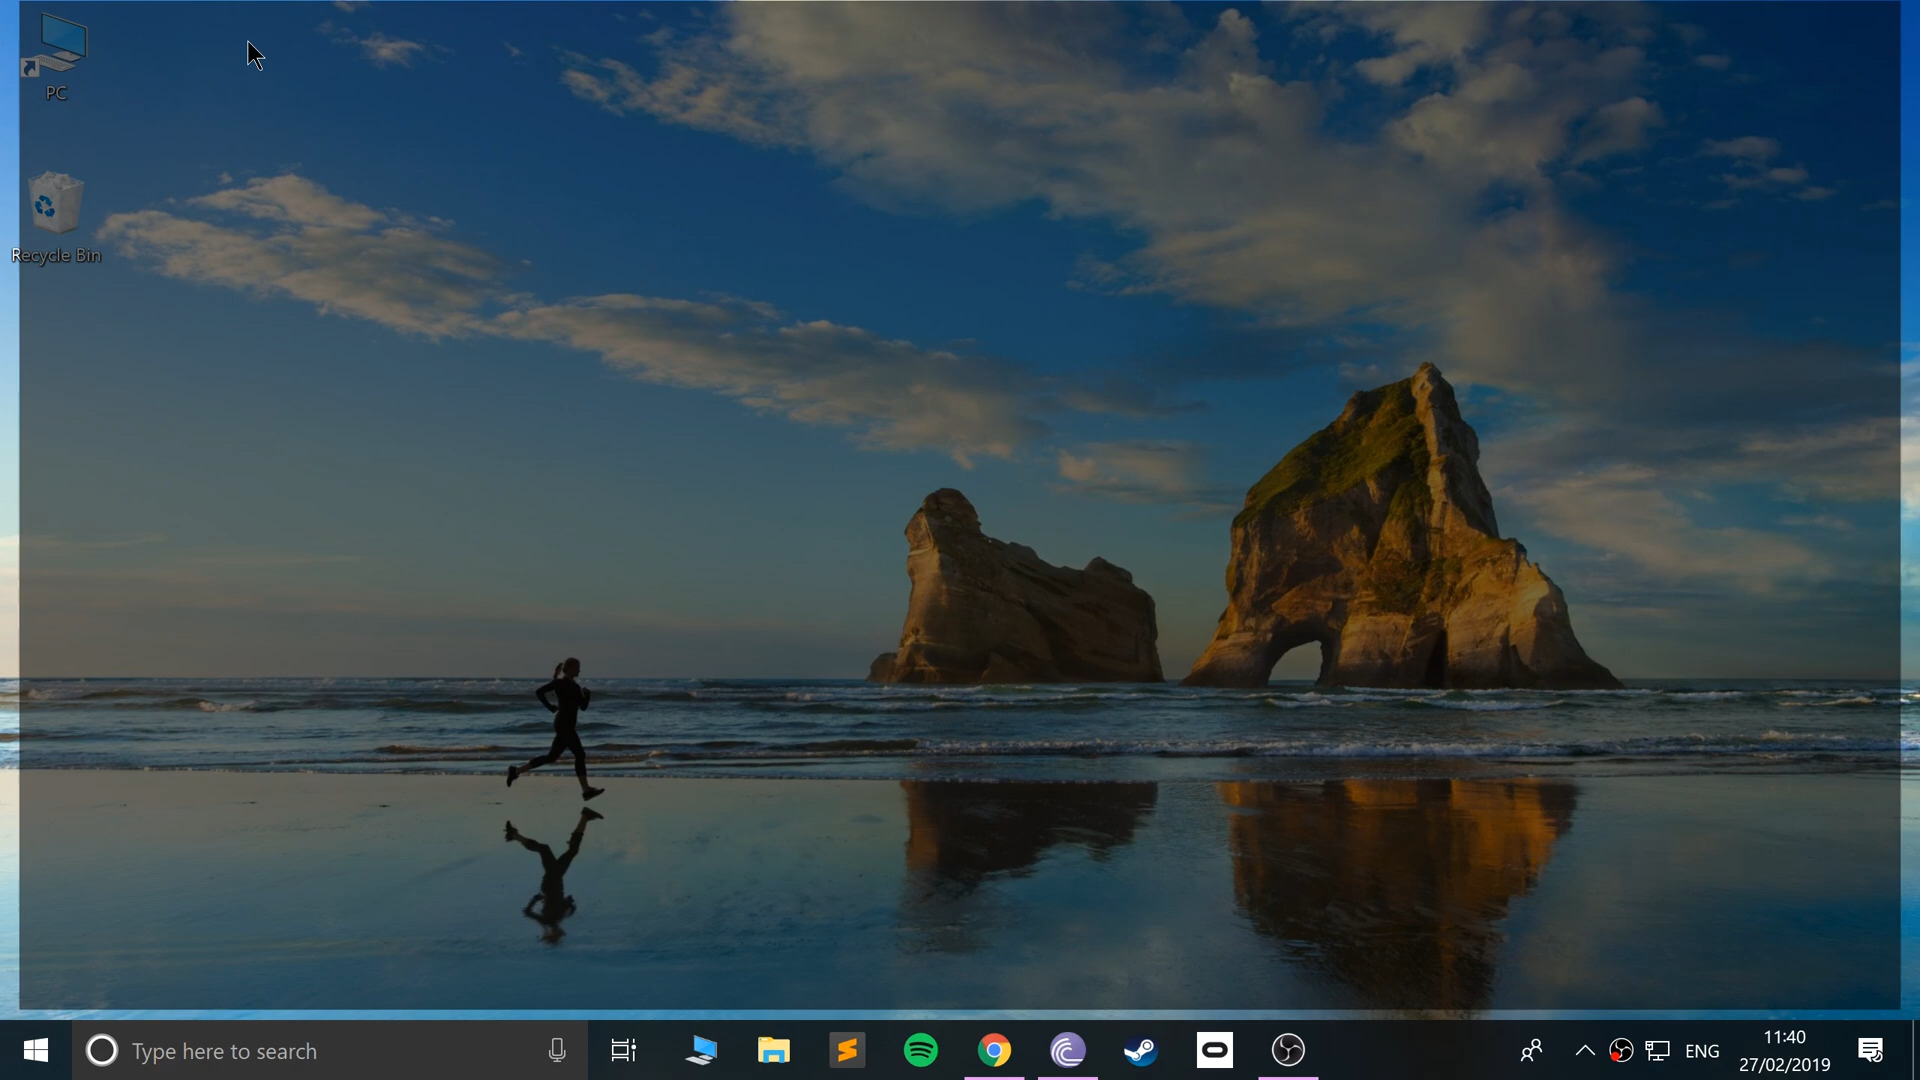 PC
Recycle Bin
Type here to search
ENG
11:40
27/02/2019